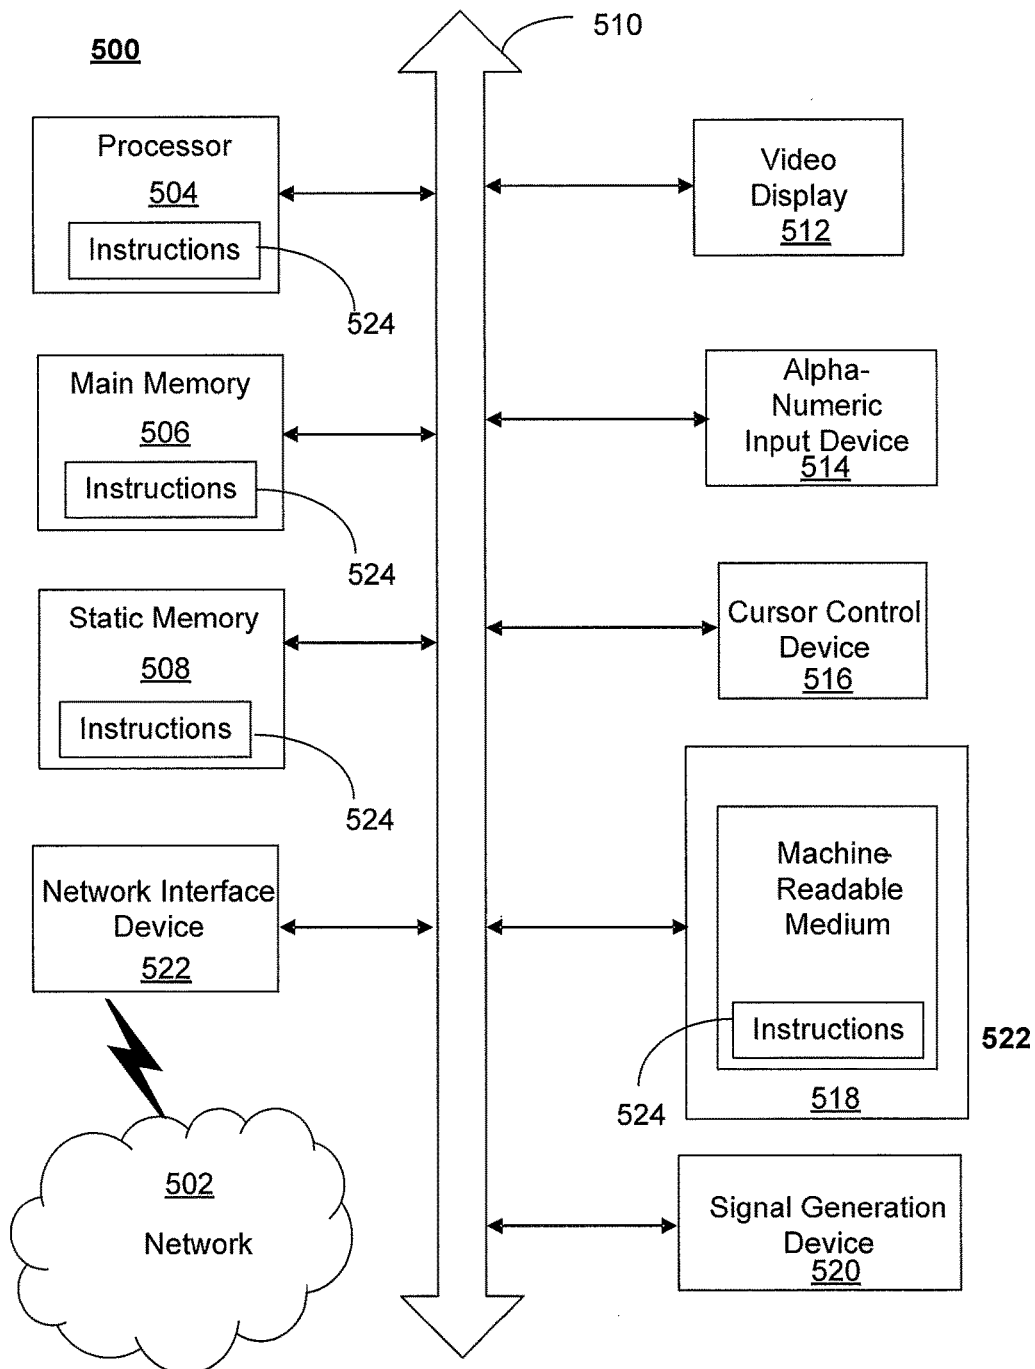 500
510
Processor
504
Instructions
524
Main Memory
506
Instructions
524
Static Memory
508
Instructions
524
Network Interface
Device
522
502
Network
Video
Display
512
Alpha-
Numeric
Input Device
514
Cursor Control
Device
516
Machine-
Readable
Medium
Instructions
524
518
522
Signal Generation
Device
520